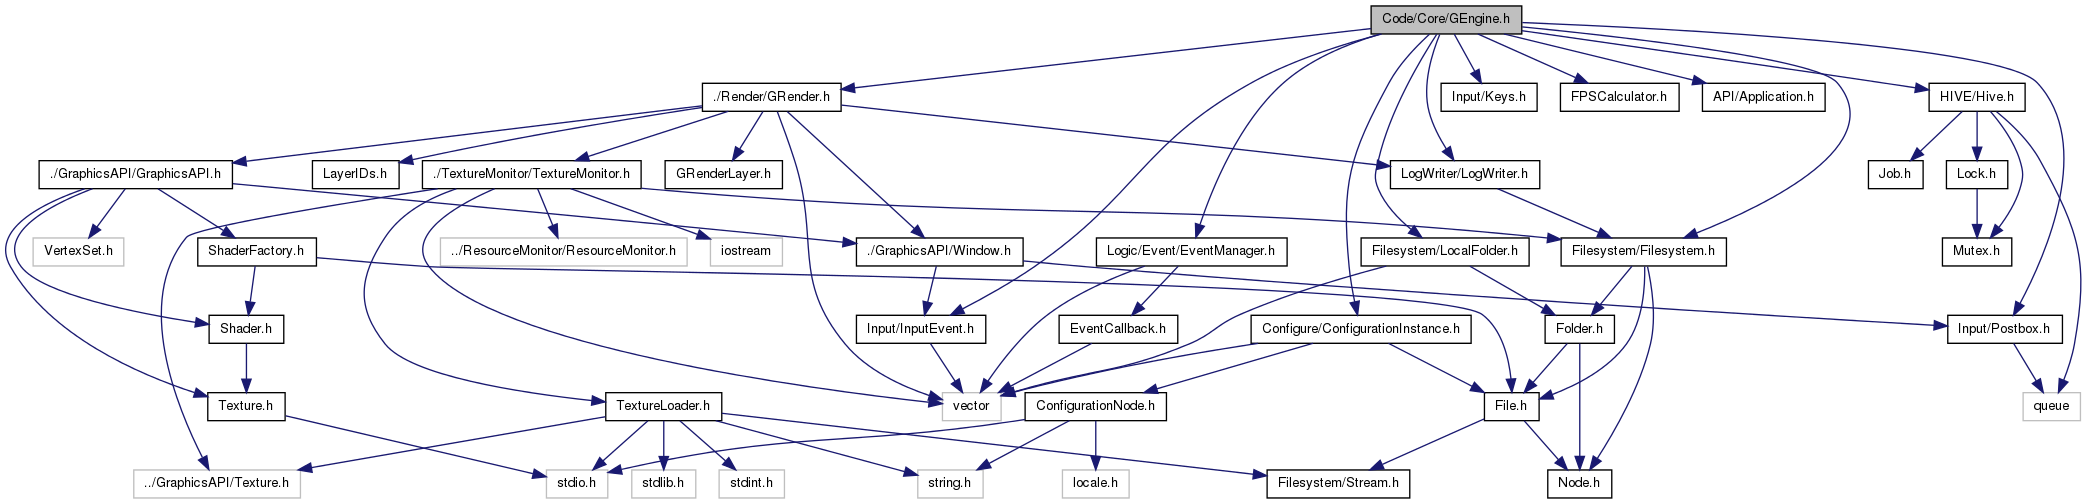 Code/Core/GEngine.h
./Render/GRender.h
Input/Keys.h
FPSCalculator.h
API/Application.h
HIVE/Hive.h
./GraphicsAPI/GraphicsAPI.h
LayerIDs.h
./TextureMonitor/TextureMonitor.h
GRenderLayer.h
LogWriter/LogWriter.h
Job.h
Lock.h
VertexSet.h
ShaderFactory.h
../ResourceMonitor/ResourceMonitor.h
iostream
./GraphicsAPI/Window.h
Logic/Event/EventManager.h
Filesystem/LocalFolder.h
Filesystem/Filesystem.h
Mutex.h
Shader.h
Input/InputEvent.h
EventCallback.h
Configure/ConfigurationInstance.h
Folder.h
Input/Postbox.h
Texture.h
TextureLoader.h
vector
ConfigurationNode.h
File.h
queue
../GraphicsAPI/Texture.h
stdio.h
stdlib.h
stdint.h
string.h
locale.h
Filesystem/Stream.h
Node.h